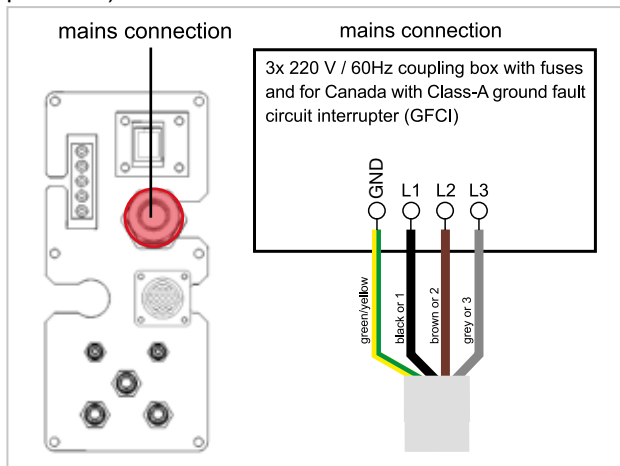 mains connection
mains connection
3x 220 V / 60Hz coupling box with fuses
and for Canada with Class-A ground fault
circuit interrupter (GFCI)
GND
L1
L2
L3
green/yellow
black or 1
brown or 2
grey or 3